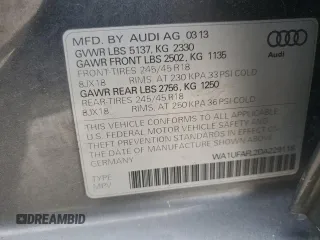 MFD. BY AUDI AG 03 13
GVWR LBS 5137, KG 2330
GAWR FRONT LBS 2502, KG 1135
FRONT-TIRES 245/45 R18
8JX18 RIMS AT 230 KPA 33 PSI COLD
GAWR REAR LBS 2756, KG 1250
REAR-TIRES 245/45 R18
8JX18 RIMS AT 250 KPA 36 PSI COLD
THIS VEHICLE CONFORMS TO ALL APPLICABLE
U.S. FEDERAL MOTOR VEHICLE SAFETY
STANDARDS IN EFFECT ON THE DATE OF
MANUFACTURE SHOWN ABOVE.
GERMANY
TYPE
MPV
Audi
DREAMBID